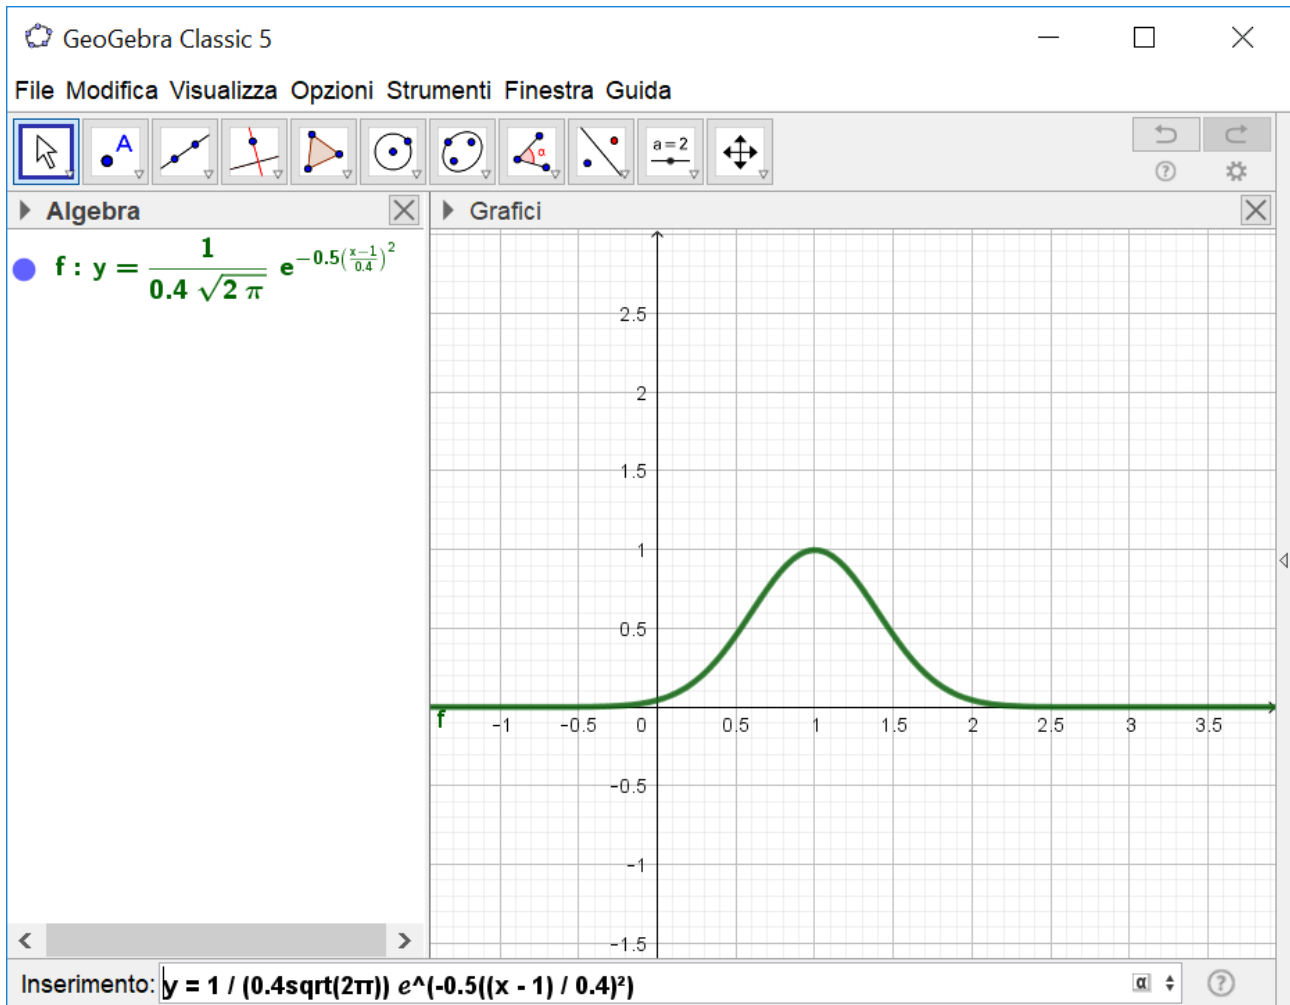 GeoGebra Classic 5
File Modifica Visualizza Opzioni Strumenti Finestra Guida
A
α
a = 2
Algebra
Grafici
f : y = 1 / (0.4 √(2 π)) e^(−0.5((x−1)/0.4)²)
2.5
2
1.5
1
0.5
f
-1 -0.5 0 0.5 1 1.5 2 2.5 3 3.5
-0.5
-1
-1.5
Inserimento: y = 1 / (0.4sqrt(2π)) e^(-0.5((x - 1) / 0.4)²) α